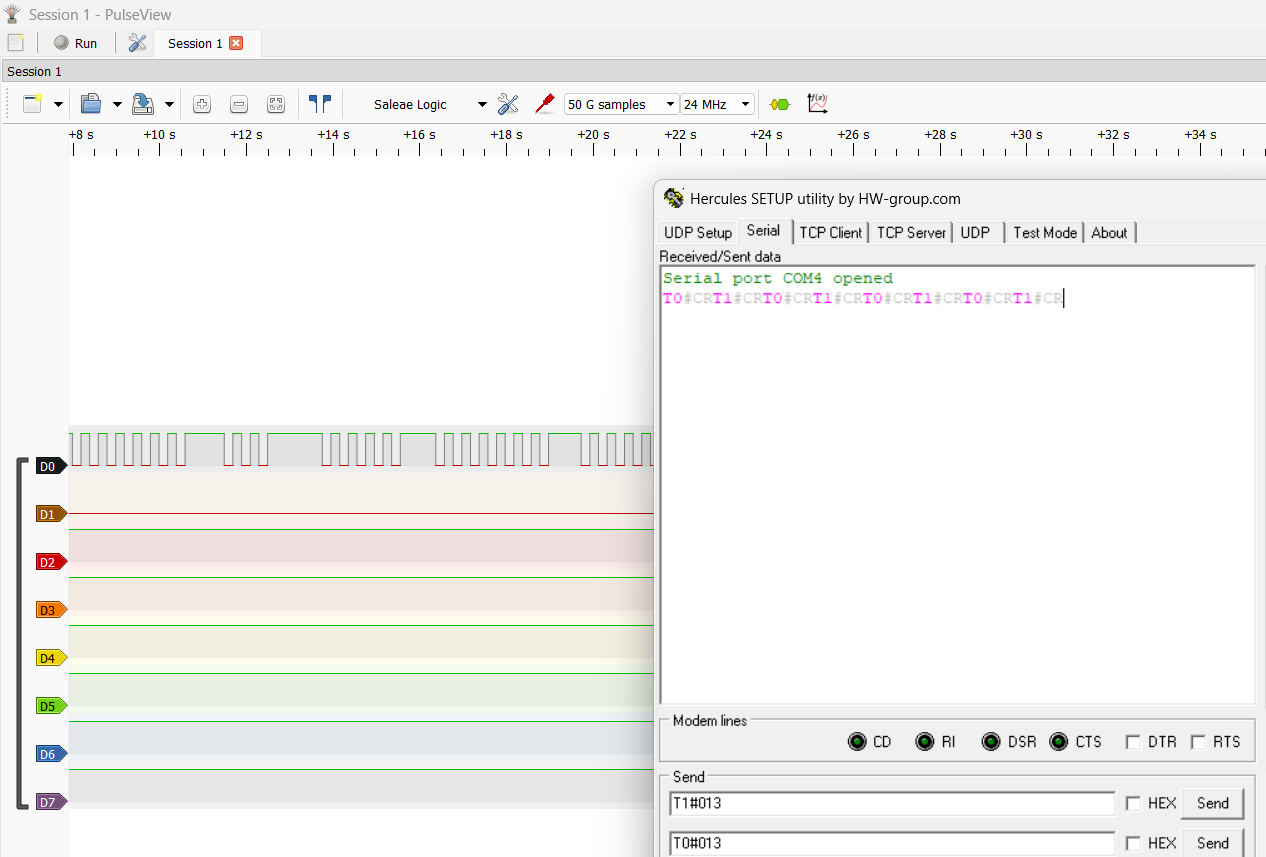 Session 1 - PulseView
Run
Session 1
Session 1
Saleae Logic
50 G samples
24 MHz
f(x)
+8 s +10 s +12 s +14 s +16 s +18 s +20 s +22 s +24 s +26 s +28 s +30 s +32 s +34 s
Hercules SETUP utility by HW-group.com
UDP Setup Serial TCP Client TCP Server UDP Test Mode About
Received/Sent data
Serial port COM4 opened
T0#CRT1#CRT0#CRT1#CRT0#CRT1#CRT0#CRT1#CR
D0
D1
D2
D3
D4
D5
D6
D7
Modem lines
CD RI DSR CTS DTR RTS
Send
T1#013 HEX Send
T0#013 HEX Send